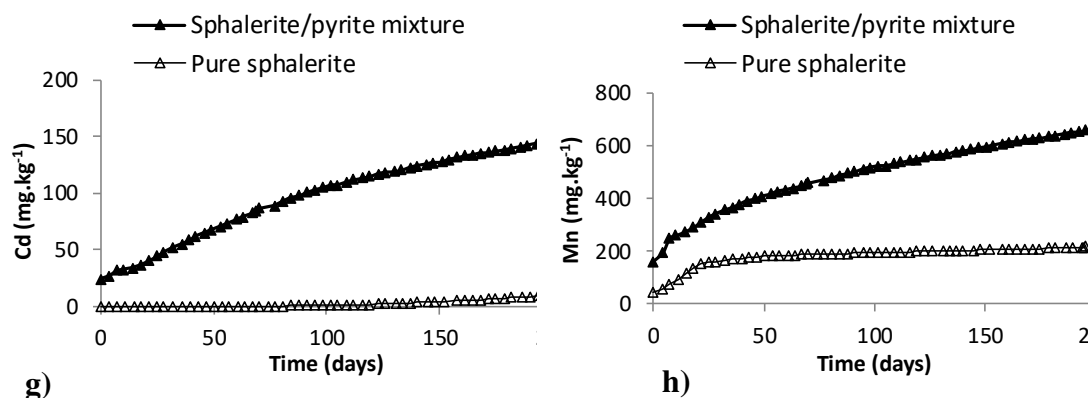 Sphalerite/pyrite mixture
Pure sphalerite
200
150
100
50
0
Cd (mg.kg-1)
0 50 100 150
Time (days)
g)
Sphalerite/pyrite mixture
Pure sphalerite
800
600
400
200
0
Mn (mg.kg-1)
0 50 100 150 2
Time (days)
h)